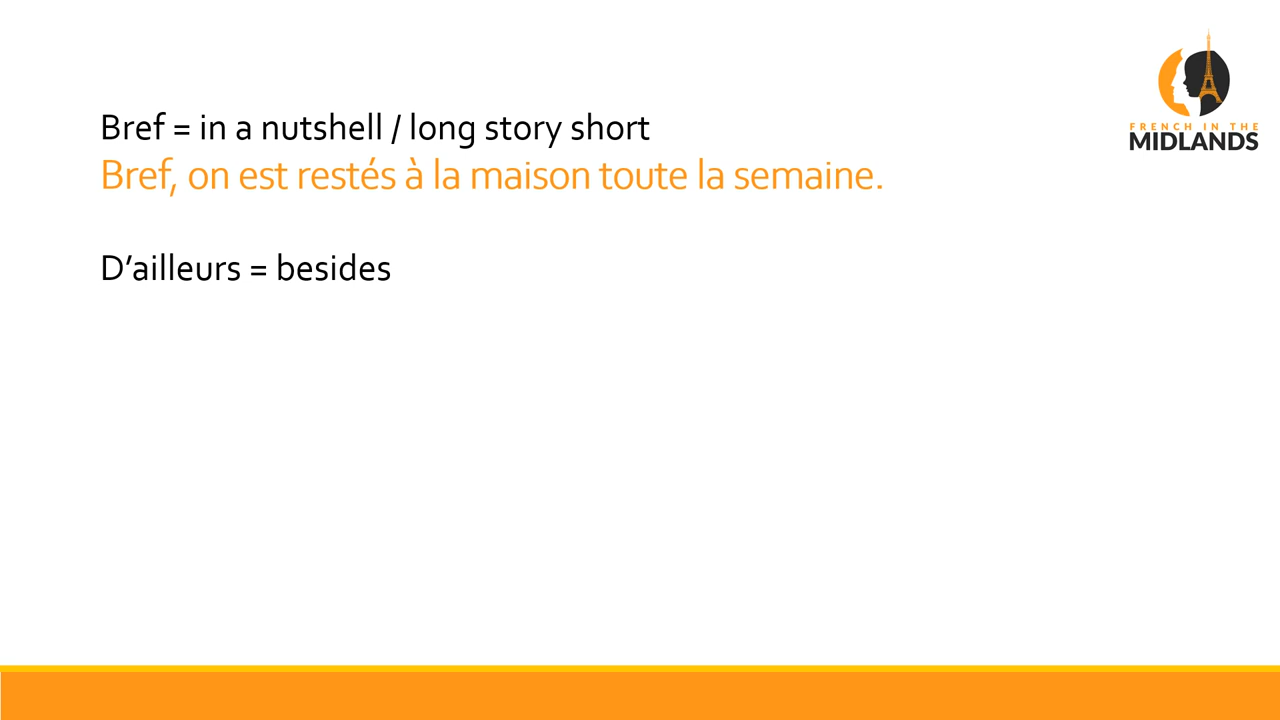 FRENCH IN THE
MIDLANDS
Bref = in a nutshell / long story short
Bref, on est restés à la maison toute la semaine.
D’ailleurs = besides